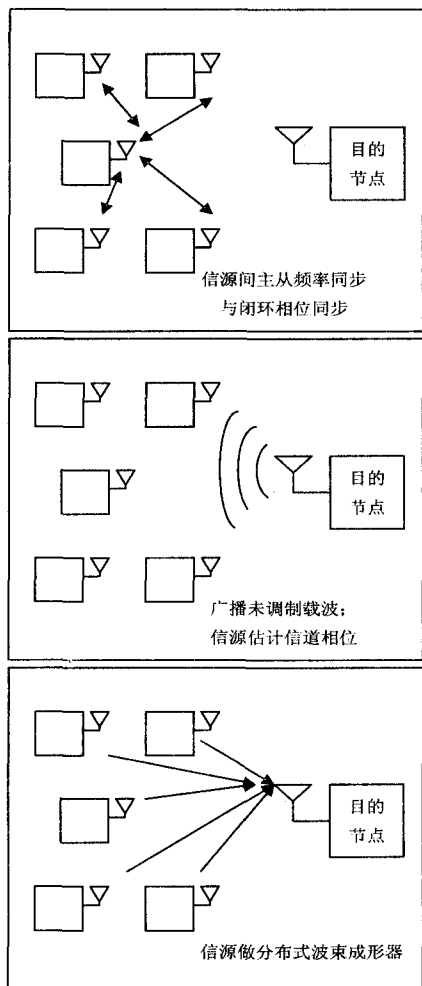 目的
节点
信源间主从频率同步
与闭环相位同步
目的
节点
广播未调制载波；
信源估计信道相位
目的
节点
信源做分布式波束成形器